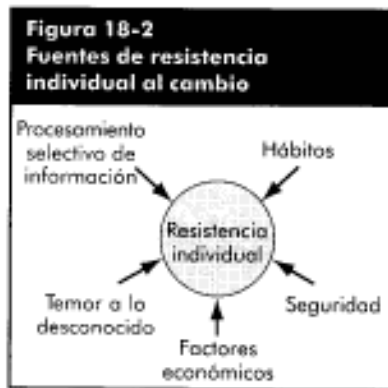 Figura 18-2
Fuentes de resistencia
individual al cambio
Procesamiento
selectivo de
información
Hábitos
Resistencia
individual
Temor a lo
desconocido
Seguridad
Factores
económicos